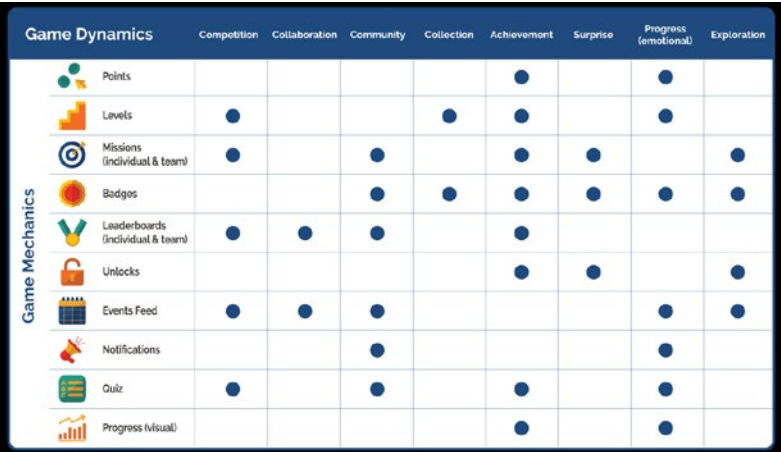 Game Dynamics Competition Collaboration Community Collection Achievement Surprise Progress (emotional) Exploration
Game Mechanics
Points
Levels
Missions
(individual & team)
Badges
Leaderboards
(individual & team)
Unlocks
Events Feed
Notifications
Quiz
Progress (visual)